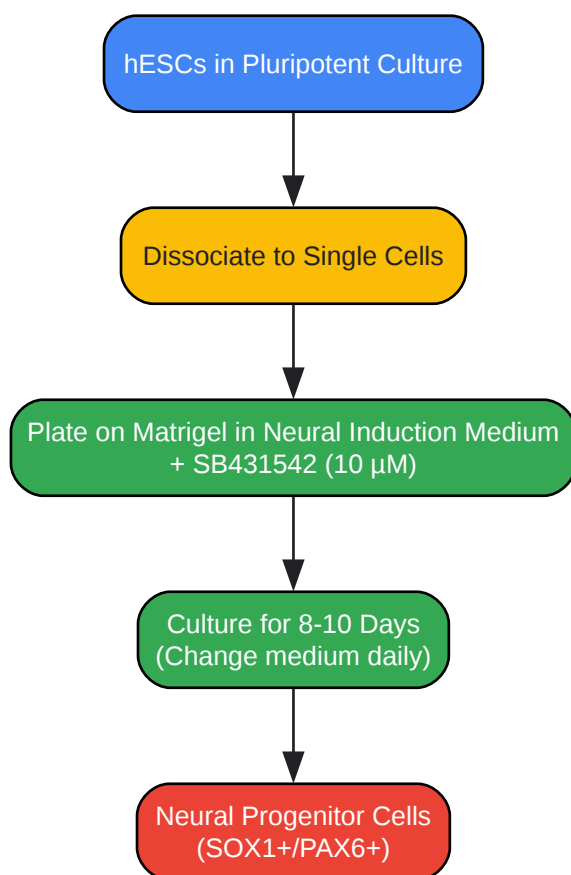 hESCs in Pluripotent Culture
Dissociate to Single Cells
Plate on Matrigel in Neural Induction Medium
+ SB431542 (10 µM)
Culture for 8-10 Days
(Change medium daily)
Neural Progenitor Cells
(SOX1+/PAX6+)